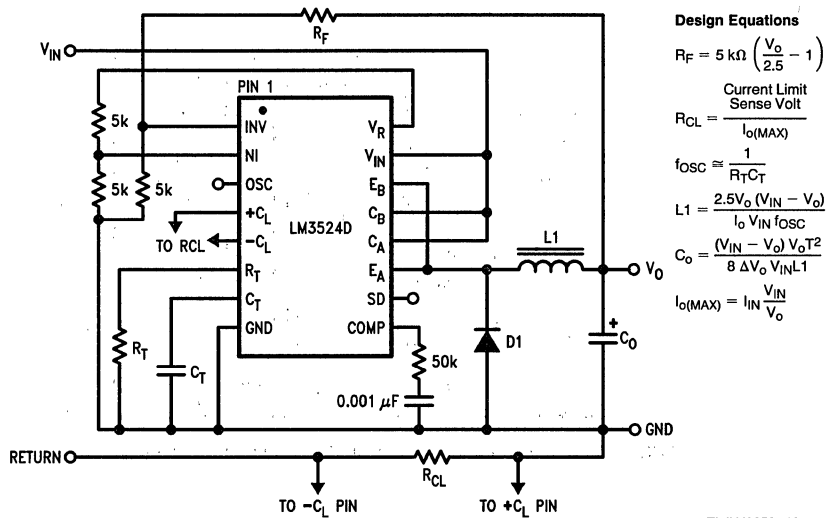 R_F
V_IN
PIN 1
5k
5k
5k
INV
NI
OSC
+C_L
-C_L
R_T
C_T
GND
LM3524D
V_R
V_IN
E_B
C_B
C_A
E_A
SD
COMP
TO RCL
R_T
C_T
L1
V_O
D1
50k
0.001 μF
+
C_O
GND
RETURN
R_CL
TO -C_L PIN
TO +C_L PIN
Design Equations
R_F = 5 kΩ (V_o / 2.5 − 1)
R_CL = Current Limit Sense Volt / I_o(MAX)
f_OSC ≅ 1 / R_T C_T
L1 = 2.5V_o (V_IN − V_o) / I_o V_IN f_OSC
C_o = (V_IN − V_o) V_o T² / 8 ΔV_o V_IN L1
I_o(MAX) = I_IN V_IN / V_o